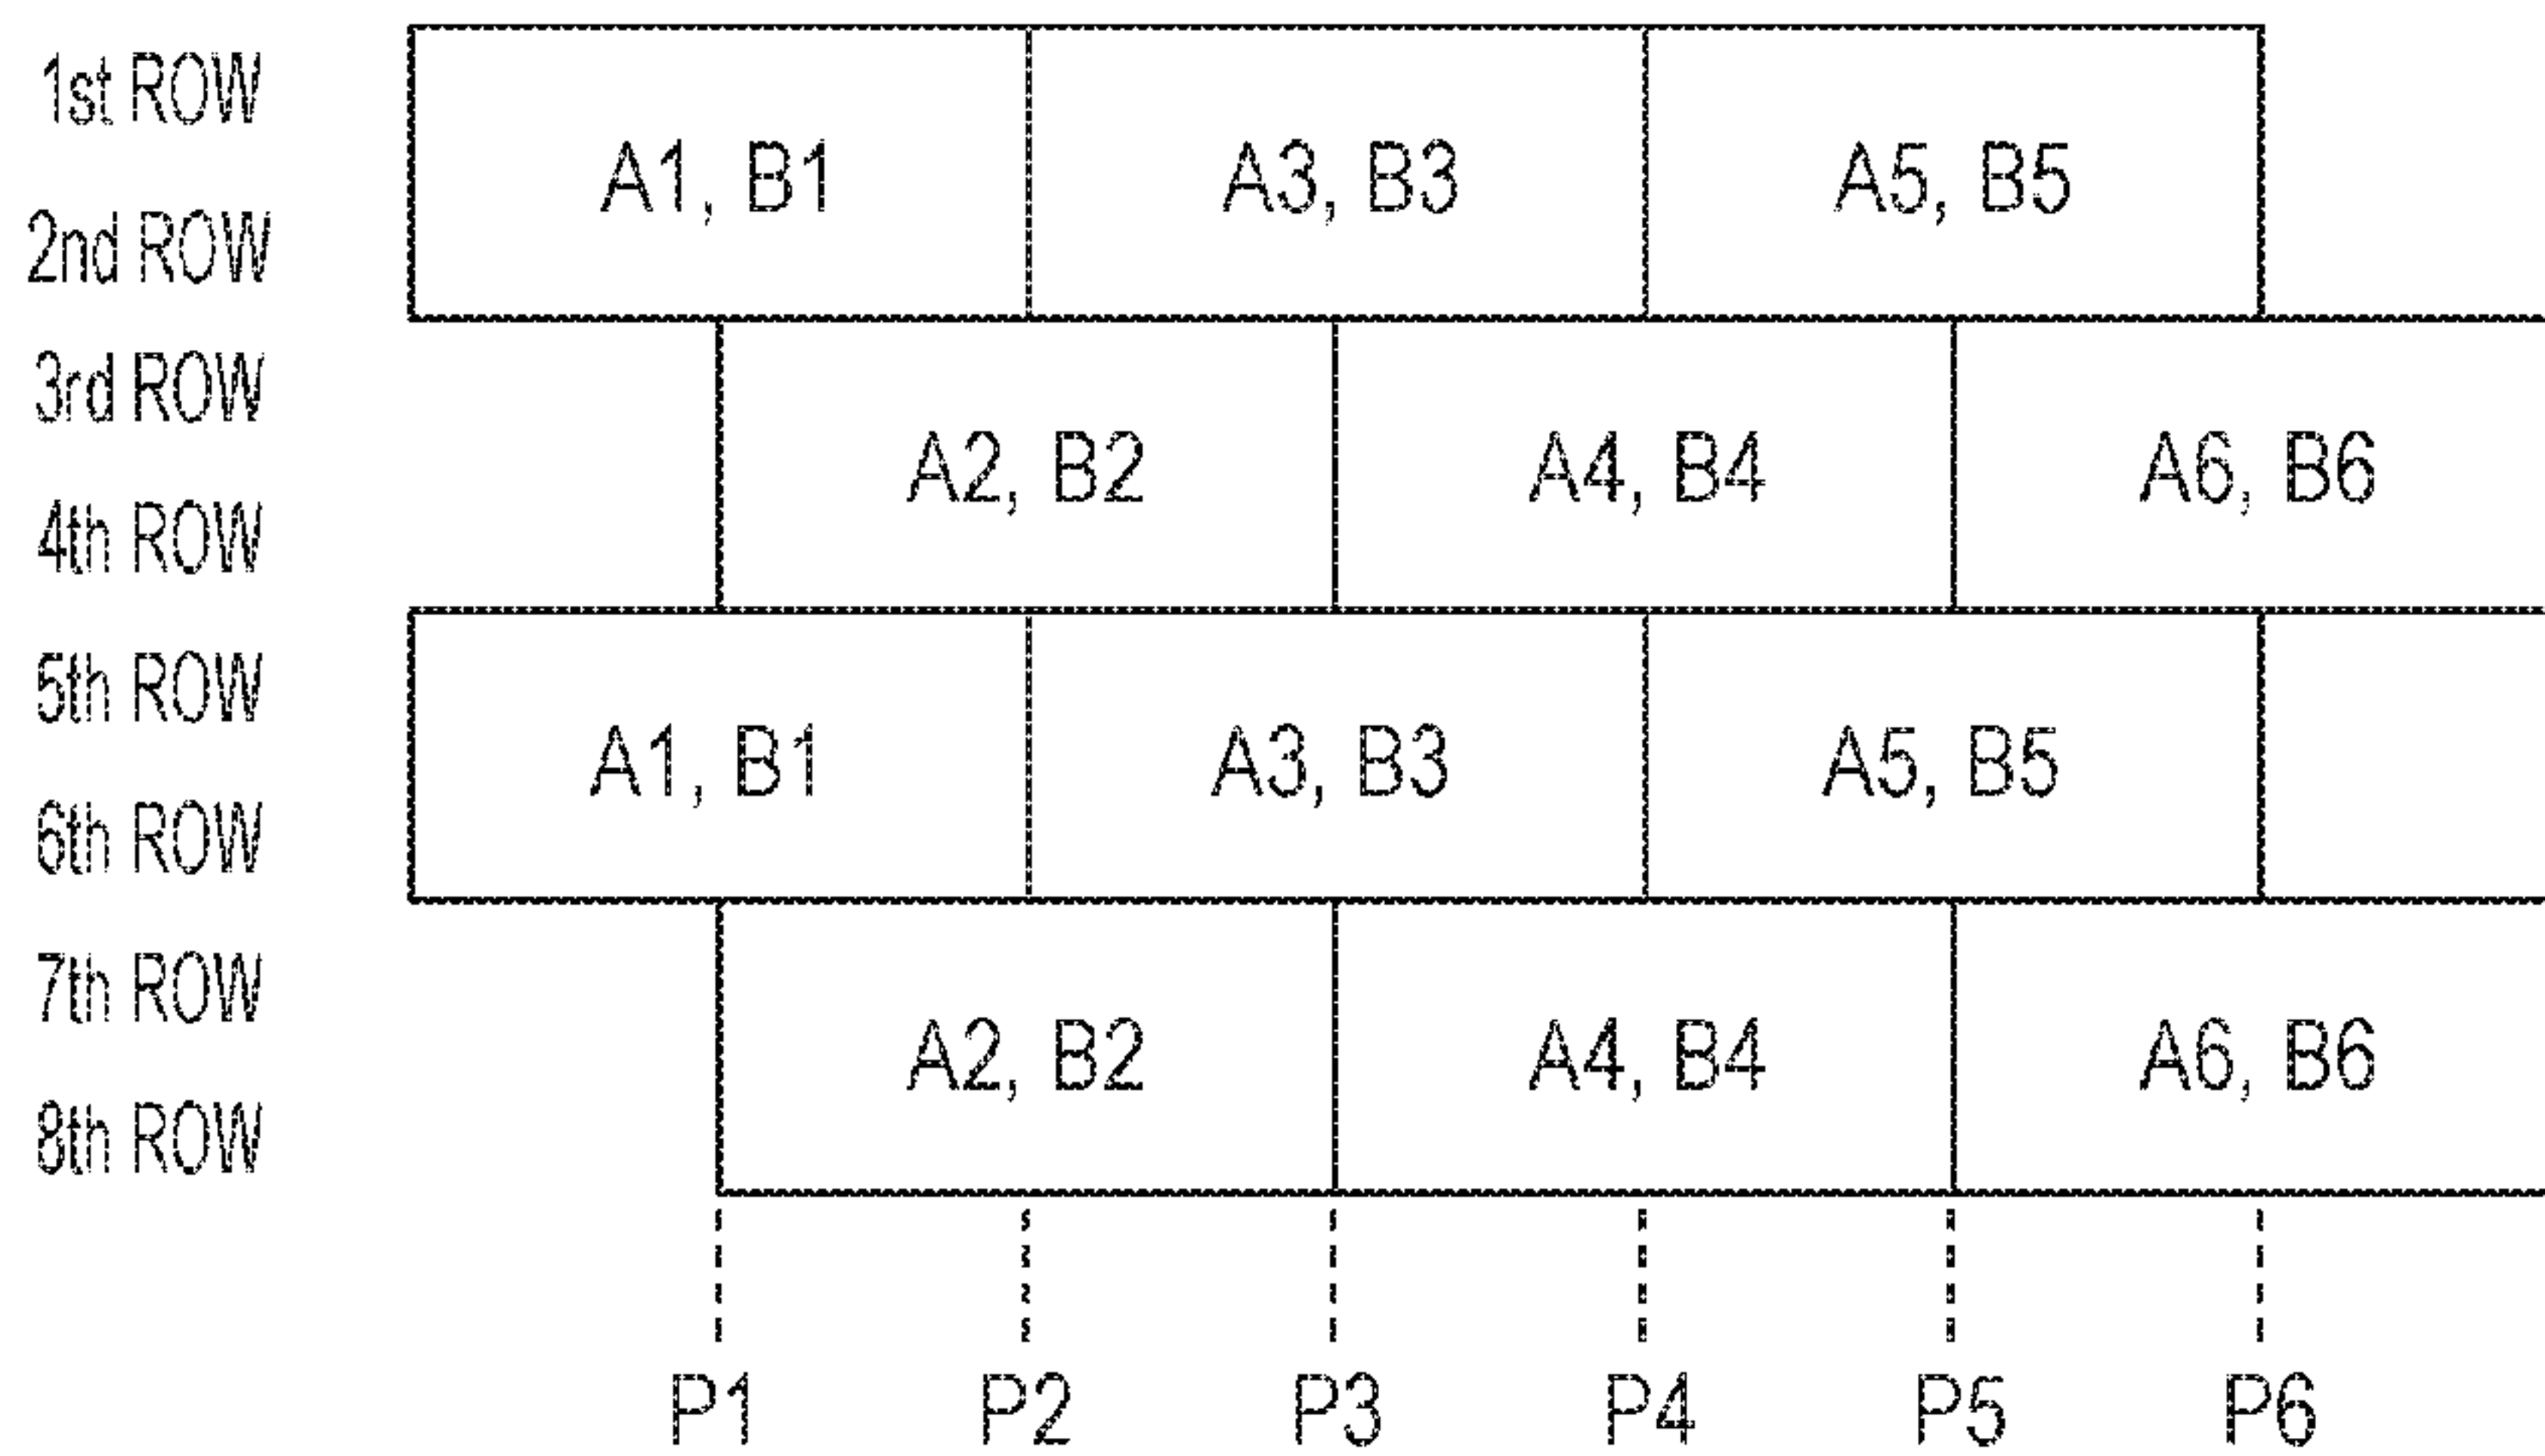 1st ROW
A1, B1 A3, B3 A5, B5
2nd ROW
3rd ROW
A2, B2 A4, B4 A6, B6
4th ROW
5th ROW
A1, B1 A3, B3 A5, B5
6th ROW
7th ROW
A2, B2 A4, B4 A6, B6
8th ROW
P1 P2 P3 P4 P5 P6